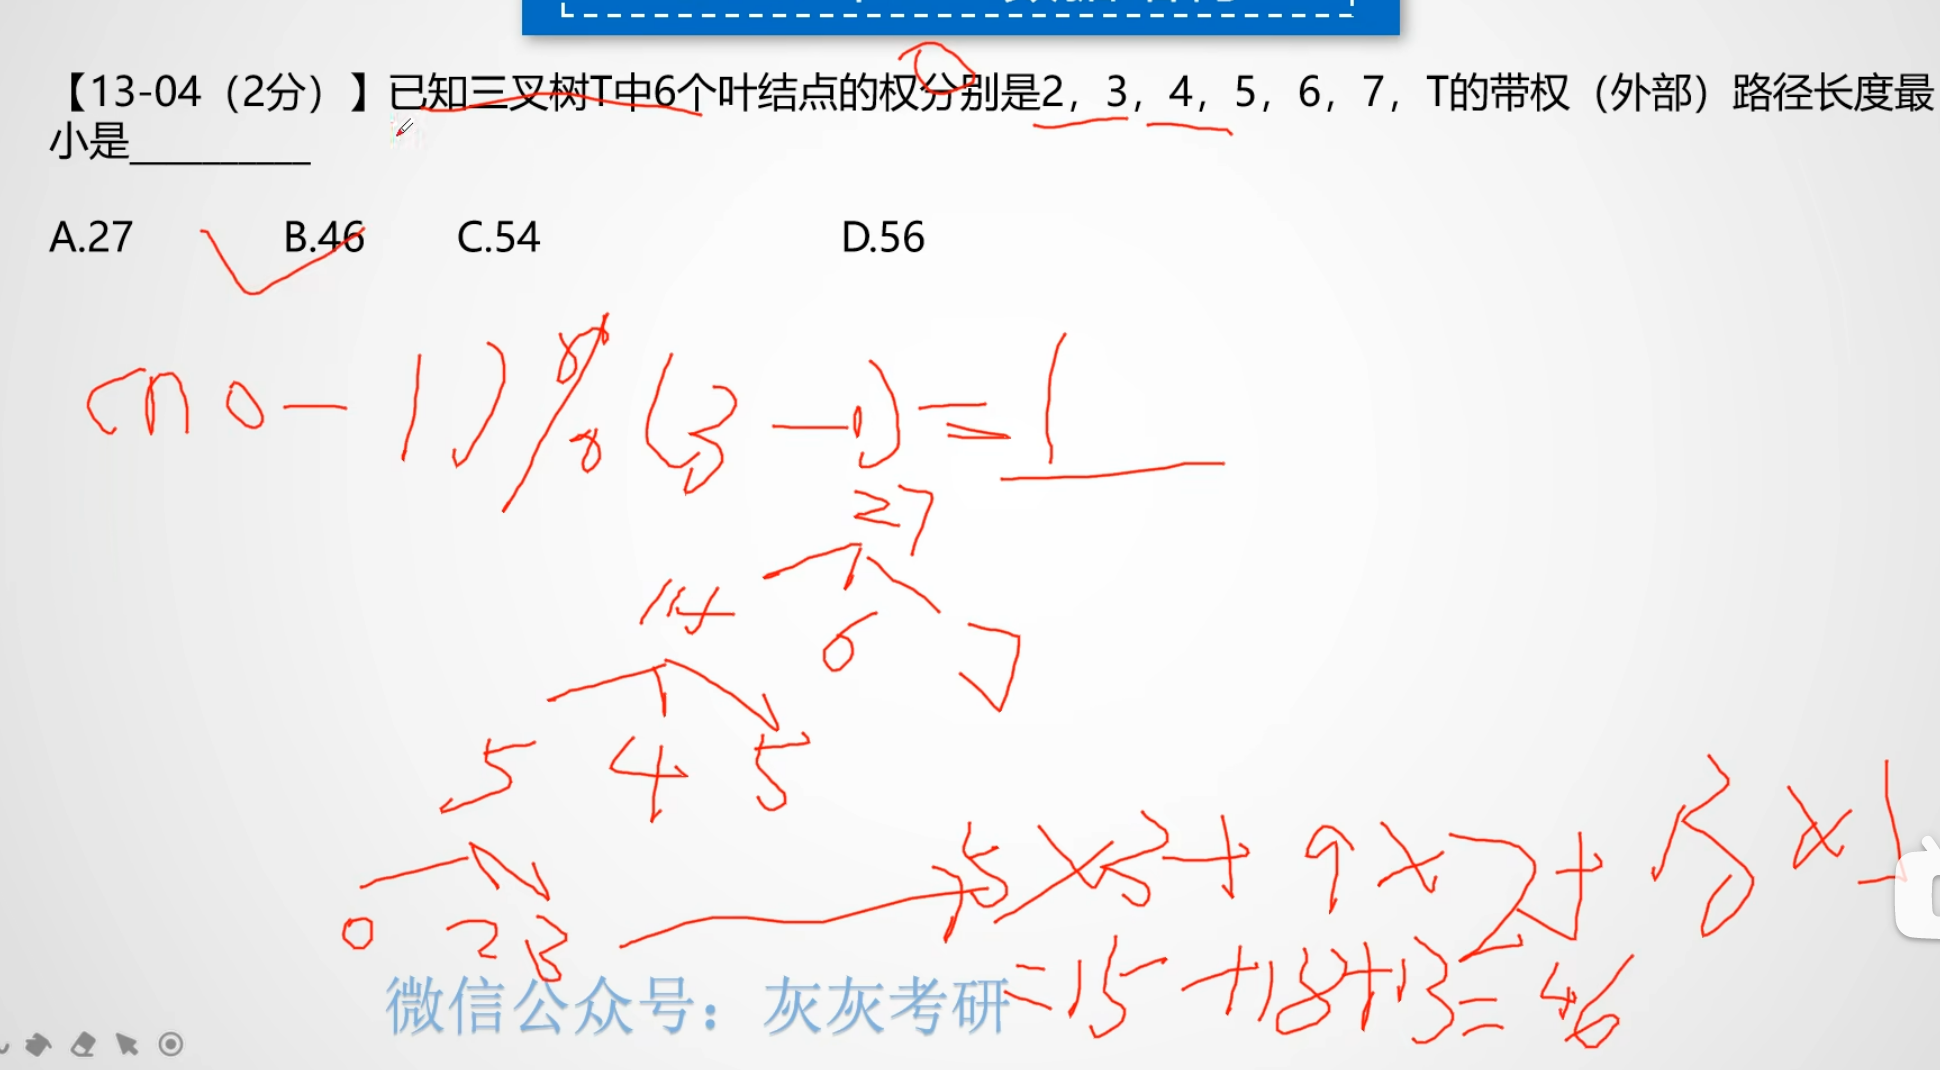 【13-04（2分）】已知三叉树T中6个叶结点的权分别是2，3，4，5，6，7，T的带权（外部）路径长度最
小是_________
A.27 B.46 C.54 D.56
(n0-1)%(3-1)=1
27
14 6 7
5 4 5
0 2 3
5×3+9×2+13×1
=15+18+13=46
微信公众号：灰灰考研